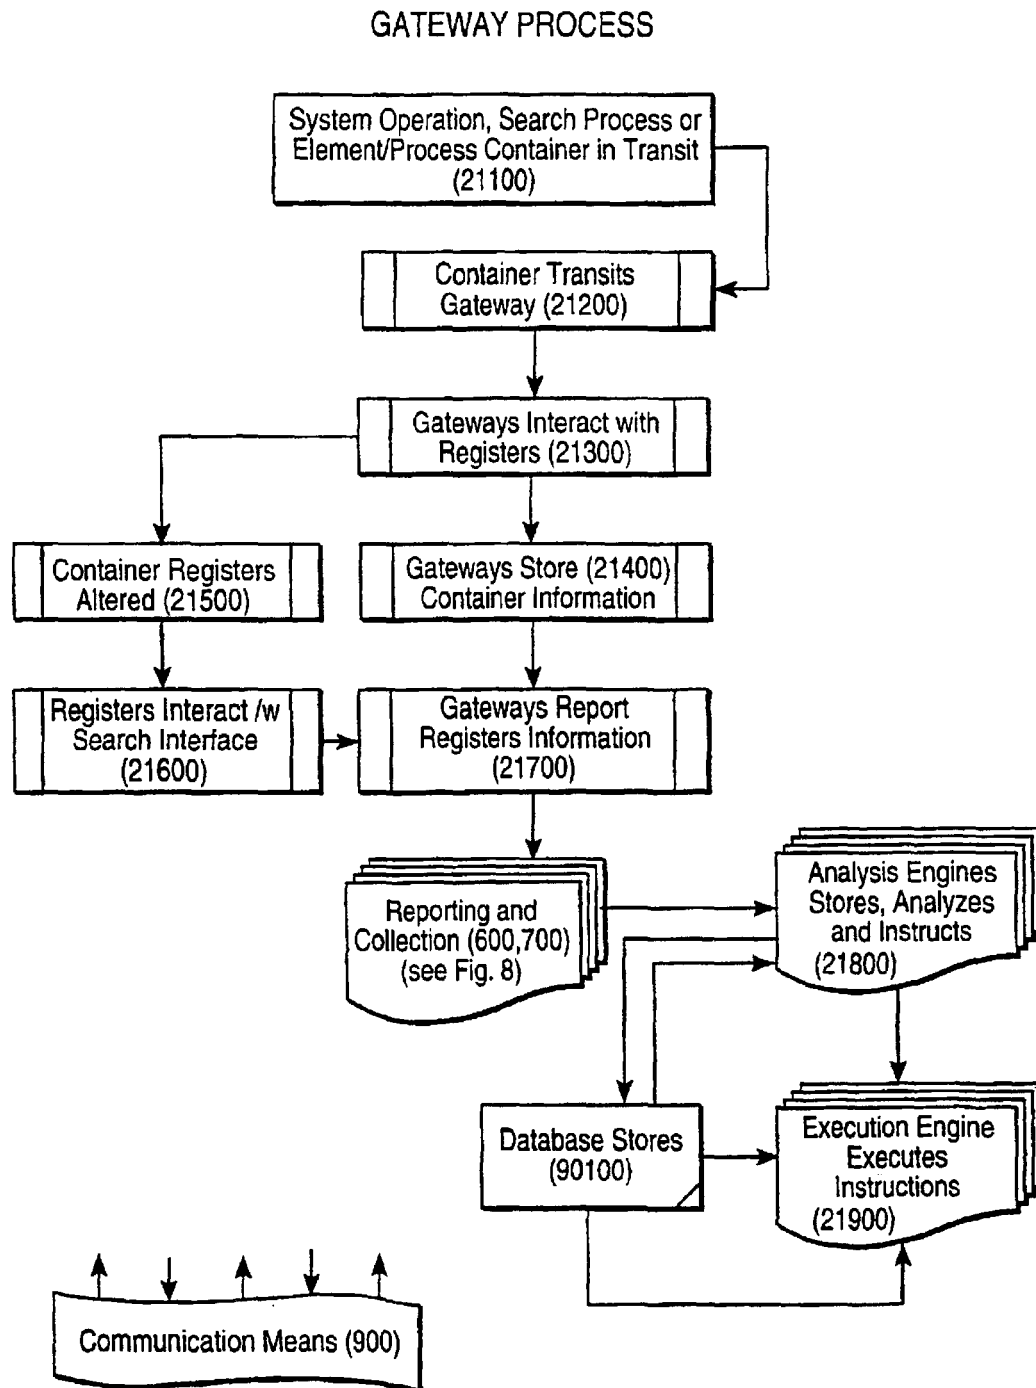 GATEWAY PROCESS
System Operation, Search Process or
Element/Process Container in Transit
(21100)
Container Transits
Gateway (21200)
Gateways Interact with
Registers (21300)
Container Registers
Altered (21500)
Gateways Store (21400)
Container Information
Registers Interact /w
Search Interface
(21600)
Gateways Report
Registers Information
(21700)
Reporting and
Collection (600,700)
(see Fig. 8)
Analysis Engines
Stores, Analyzes
and Instructs
(21800)
Database Stores
(90100)
Execution Engine
Executes
Instructions
(21900)
Communication Means (900)